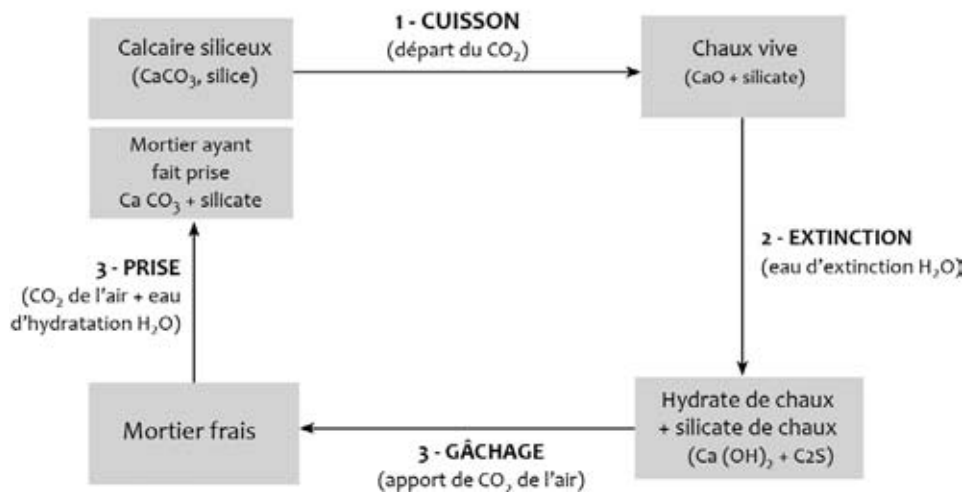 1 - CUISSON
(départ du CO₂)
Calcaire siliceux
(CaCO₃, silice)
Chaux vive
(CaO + silicate)
Mortier ayant
fait prise
Ca CO₃ + silicate
2 - EXTINCTION
(eau d'extinction H₂O)
3 - PRISE
(CO₂ de l'air + eau
d'hydratation H₂O)
Hydrate de chaux
+ silicate de chaux
(Ca (OH)₂ + C2S)
Mortier frais
3 - GÂCHAGE
(apport de CO₂ de l'air)